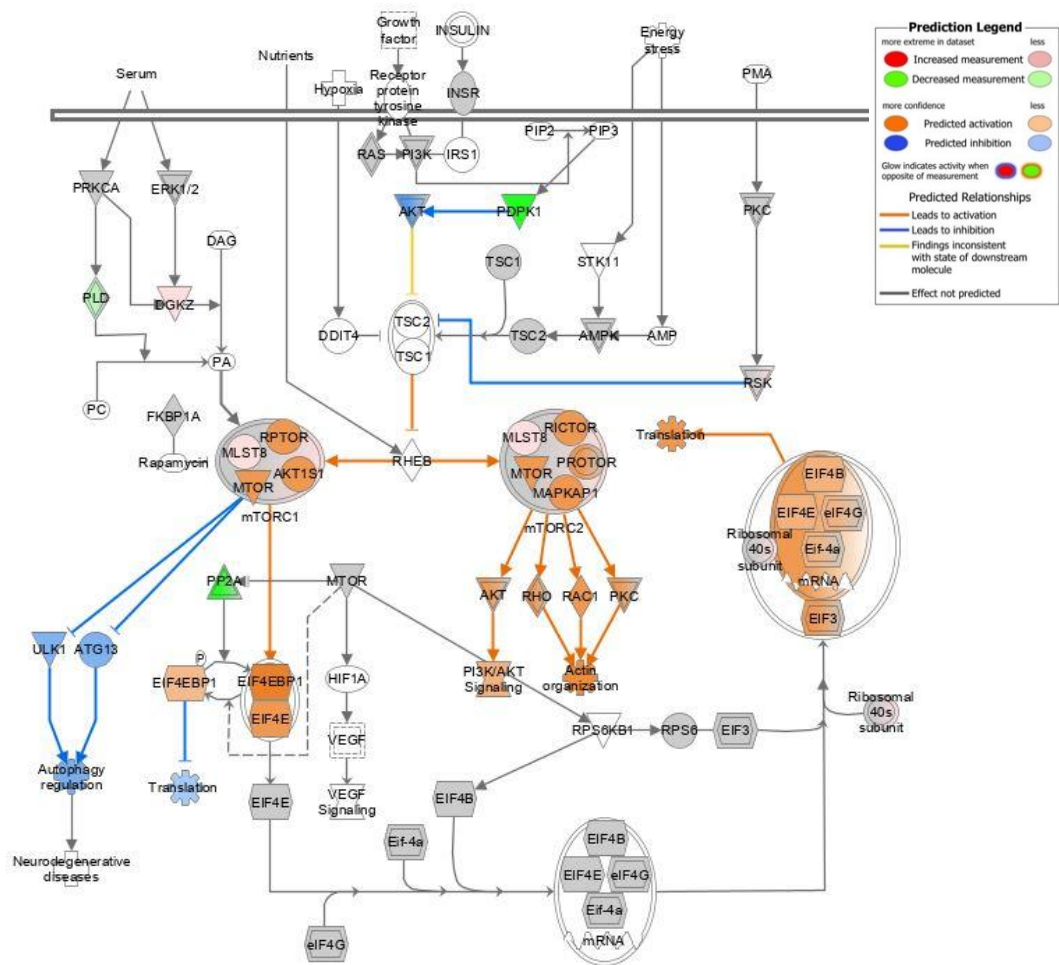 Growth
factor
INSULIN
Energy
stress
Nutrients
Serum
Hypoxia
Receptor
protein
tyrosine
kinase
INSR
PMA
PIP2
PIP3
RAS
PI3K
IRS1
PRKCA
ERK1/2
AKT
PDPK1
PKC
DAG
TSC1
STK11
PLD
DGKZ
DDIT4
TSC2
TSC1
TSC2
AMPK
AMP
PA
RSK
PC
FKBP1A
Rapamycin
RPTOR
MLST8
AKT1S1
MTOR
mTORC1
RHEB
RICTOR
MLST8
PROTOR
MTOR
MAPKAP1
mTORC2
Translation
EIF4B
EIF4E
eIF4G
Eif-4a
Ribosomal
40s
subunit
mRNA
EIF3
PP2A
MTOR
AKT
RHO
RAC1
PKC
ULK1
ATG13
P
EIF4EBP1
EIF4EBP1
EIF4E
HIF1A
PI3K/AKT
Signaling
Actin
organization
Ribosomal
40s
subunit
RPS6KB1
RPS6
EIF3
VEGF
Autophagy
regulation
Translation
EIF4E
VEGF
Signaling
EIF4B
Neurodegenerative
diseases
Eif-4a
EIF4B
EIF4E
eIF4G
Eif-4a
mRNA
eIF4G
Prediction Legend
more extreme in dataset
less
Increased measurement
Decreased measurement
more confidence
less
Predicted activation
Predicted inhibition
Glow indicates activity when
opposite of measurement
Predicted Relationships
Leads to activation
Leads to inhibition
Findings inconsistent
with state of downstream
molecule
Effect not predicted